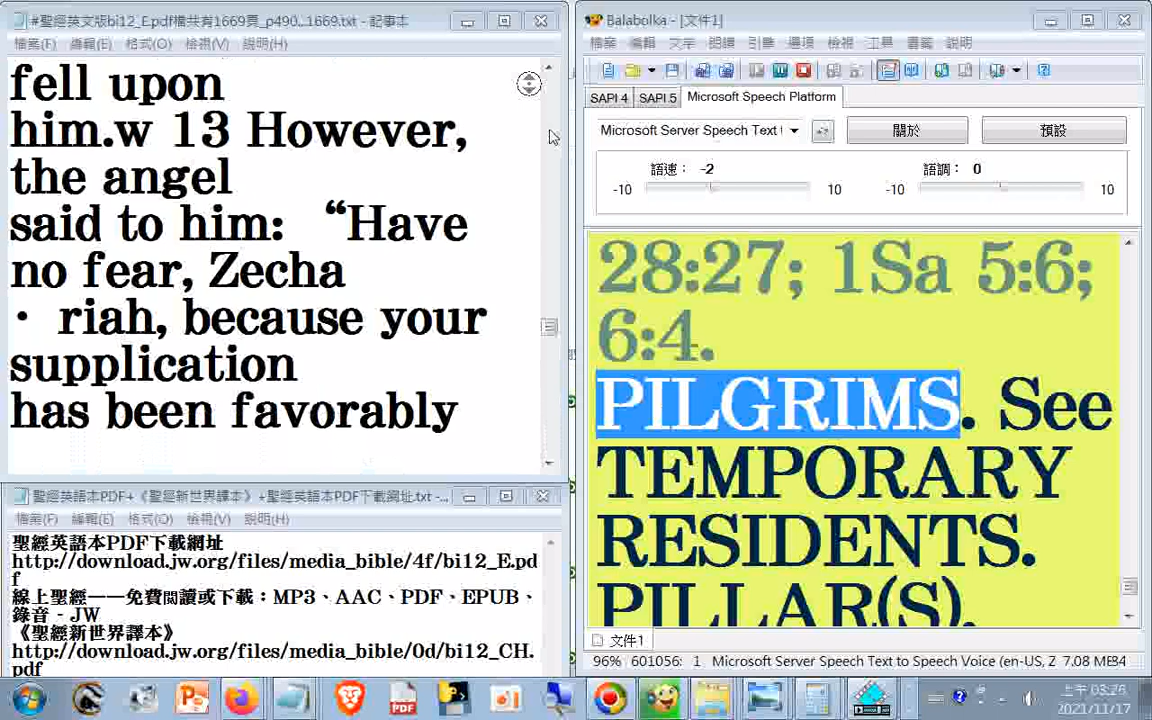 #聖經英文版bi12_E.pdf檔共有1669頁_p490...1669.txt - 記事本
檔案(F) 編輯(E) 格式(O) 檢視(V) 說明(H)
fell upon
him.w 13 However,
the angel
said to him: “Have
no fear, Zecha
· riah, because your
supplication
has been favorably
聖經英語本PDF+《聖經新世界譯本》+聖經英語本PDF下載網址.txt - ...
檔案(F) 編輯(E) 格式(O) 檢視(V) 說明(H)
聖經英語本PDF下載網址
http://download.jw.org/files/media_bible/4f/bi12_E.pd
f
線上聖經——免費閱讀或下載：MP3、AAC、PDF、EPUB、
錄音 - JW
《聖經新世界譯本》
http://download.jw.org/files/media_bible/0d/bi12_CH.
pdf
Balabolka - [文件1]
檔案 編輯 文字 朗讀 引擎 選項 檢視 工具 書籤 說明
SAPI 4 SAPI 5 Microsoft Speech Platform
Microsoft Server Speech Text 關於 預設
語速： -2 語調： 0
-10 10 -10 10
28:27; 1Sa 5:6;
6:4.
PILGRIMS. See
TEMPORARY
RESIDENTS.
PILLAR(S).
文件1
96% 601056: 1 Microsoft Server Speech Text to Speech Voice (en-US, Z 7.08 MB
上午 03:26
2021/11/17